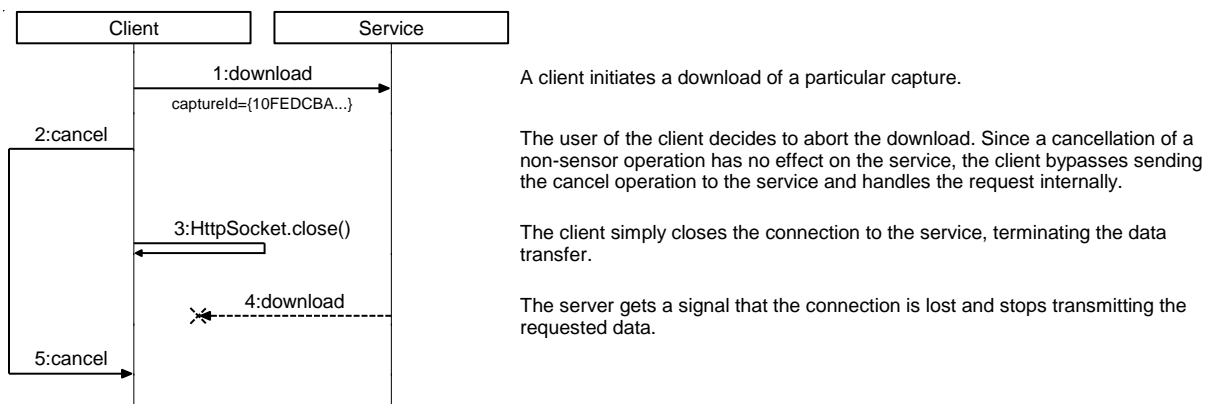 Client
Service
1:download
captureId={10FEDCBA...}
A client initiates a download of a particular capture.
2:cancel
The user of the client decides to abort the download. Since a cancellation of a
non-sensor operation has no effect on the service, the client bypasses sending
the cancel operation to the service and handles the request internally.
3:HttpSocket.close()
The client simply closes the connection to the service, terminating the data
transfer.
4:download
The server gets a signal that the connection is lost and stops transmitting the
requested data.
5:cancel